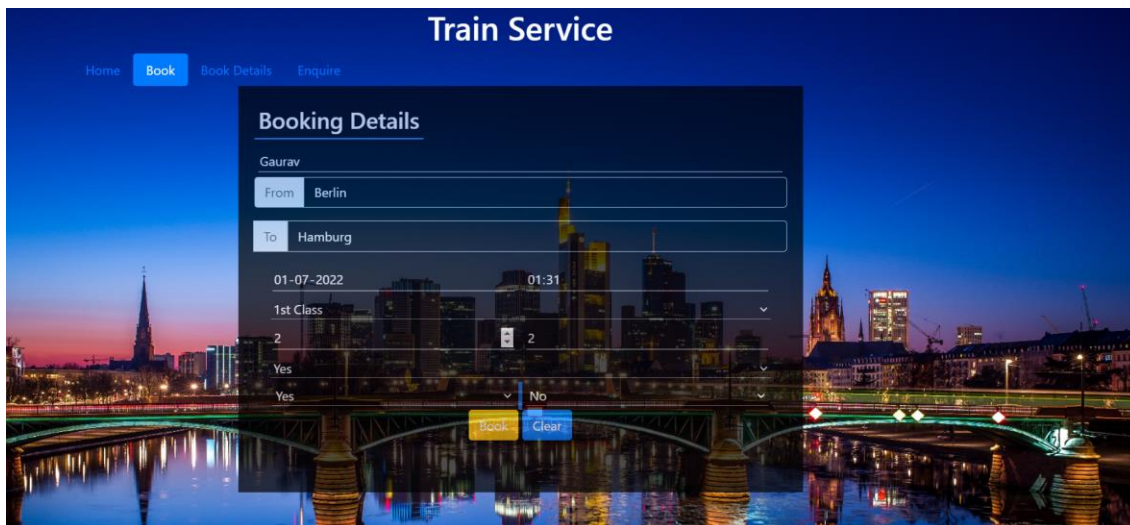 Train Service
Home Book Book Details Enquire
Booking Details
Gaurav
From Berlin
To Hamburg
01-07-2022 01:31
1st Class
2 2
Yes
Yes No
Book Clear